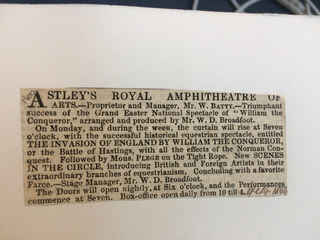 ASTLEY'S ROYAL AMPHITHEATRE OF
ARTS.—Proprietor and Manager, Mr. W. BATTY.—Triumphant
success of the Grand Easter National Spectacle of "William the
Conqueror," arranged and produced by Mr. W. D. Broadfoot.
On Monday, and during the week, the curtain will rise at Seven
o'clock, with the successful historical equestrian spectacle, entitled
THE INVASION OF ENGLAND BY WILLIAM THE CONQUEROR,
or the Battle of Hastings, with all the effects of the Norman Con-
quest. Followed by Mons. PLEGE on the Tight Rope. New SCENES
IN THE CIRCLE, introducing British and Foreign Artists in their
extraordinary branches of equestrianism. Concluding with a favorite
Farce.—Stage Manager, Mr. W. D. Broadfoot.
The Doors will open nightly, at Six o'clock, and the Performances
commence at Seven. Box-office open daily from 10 till 4.